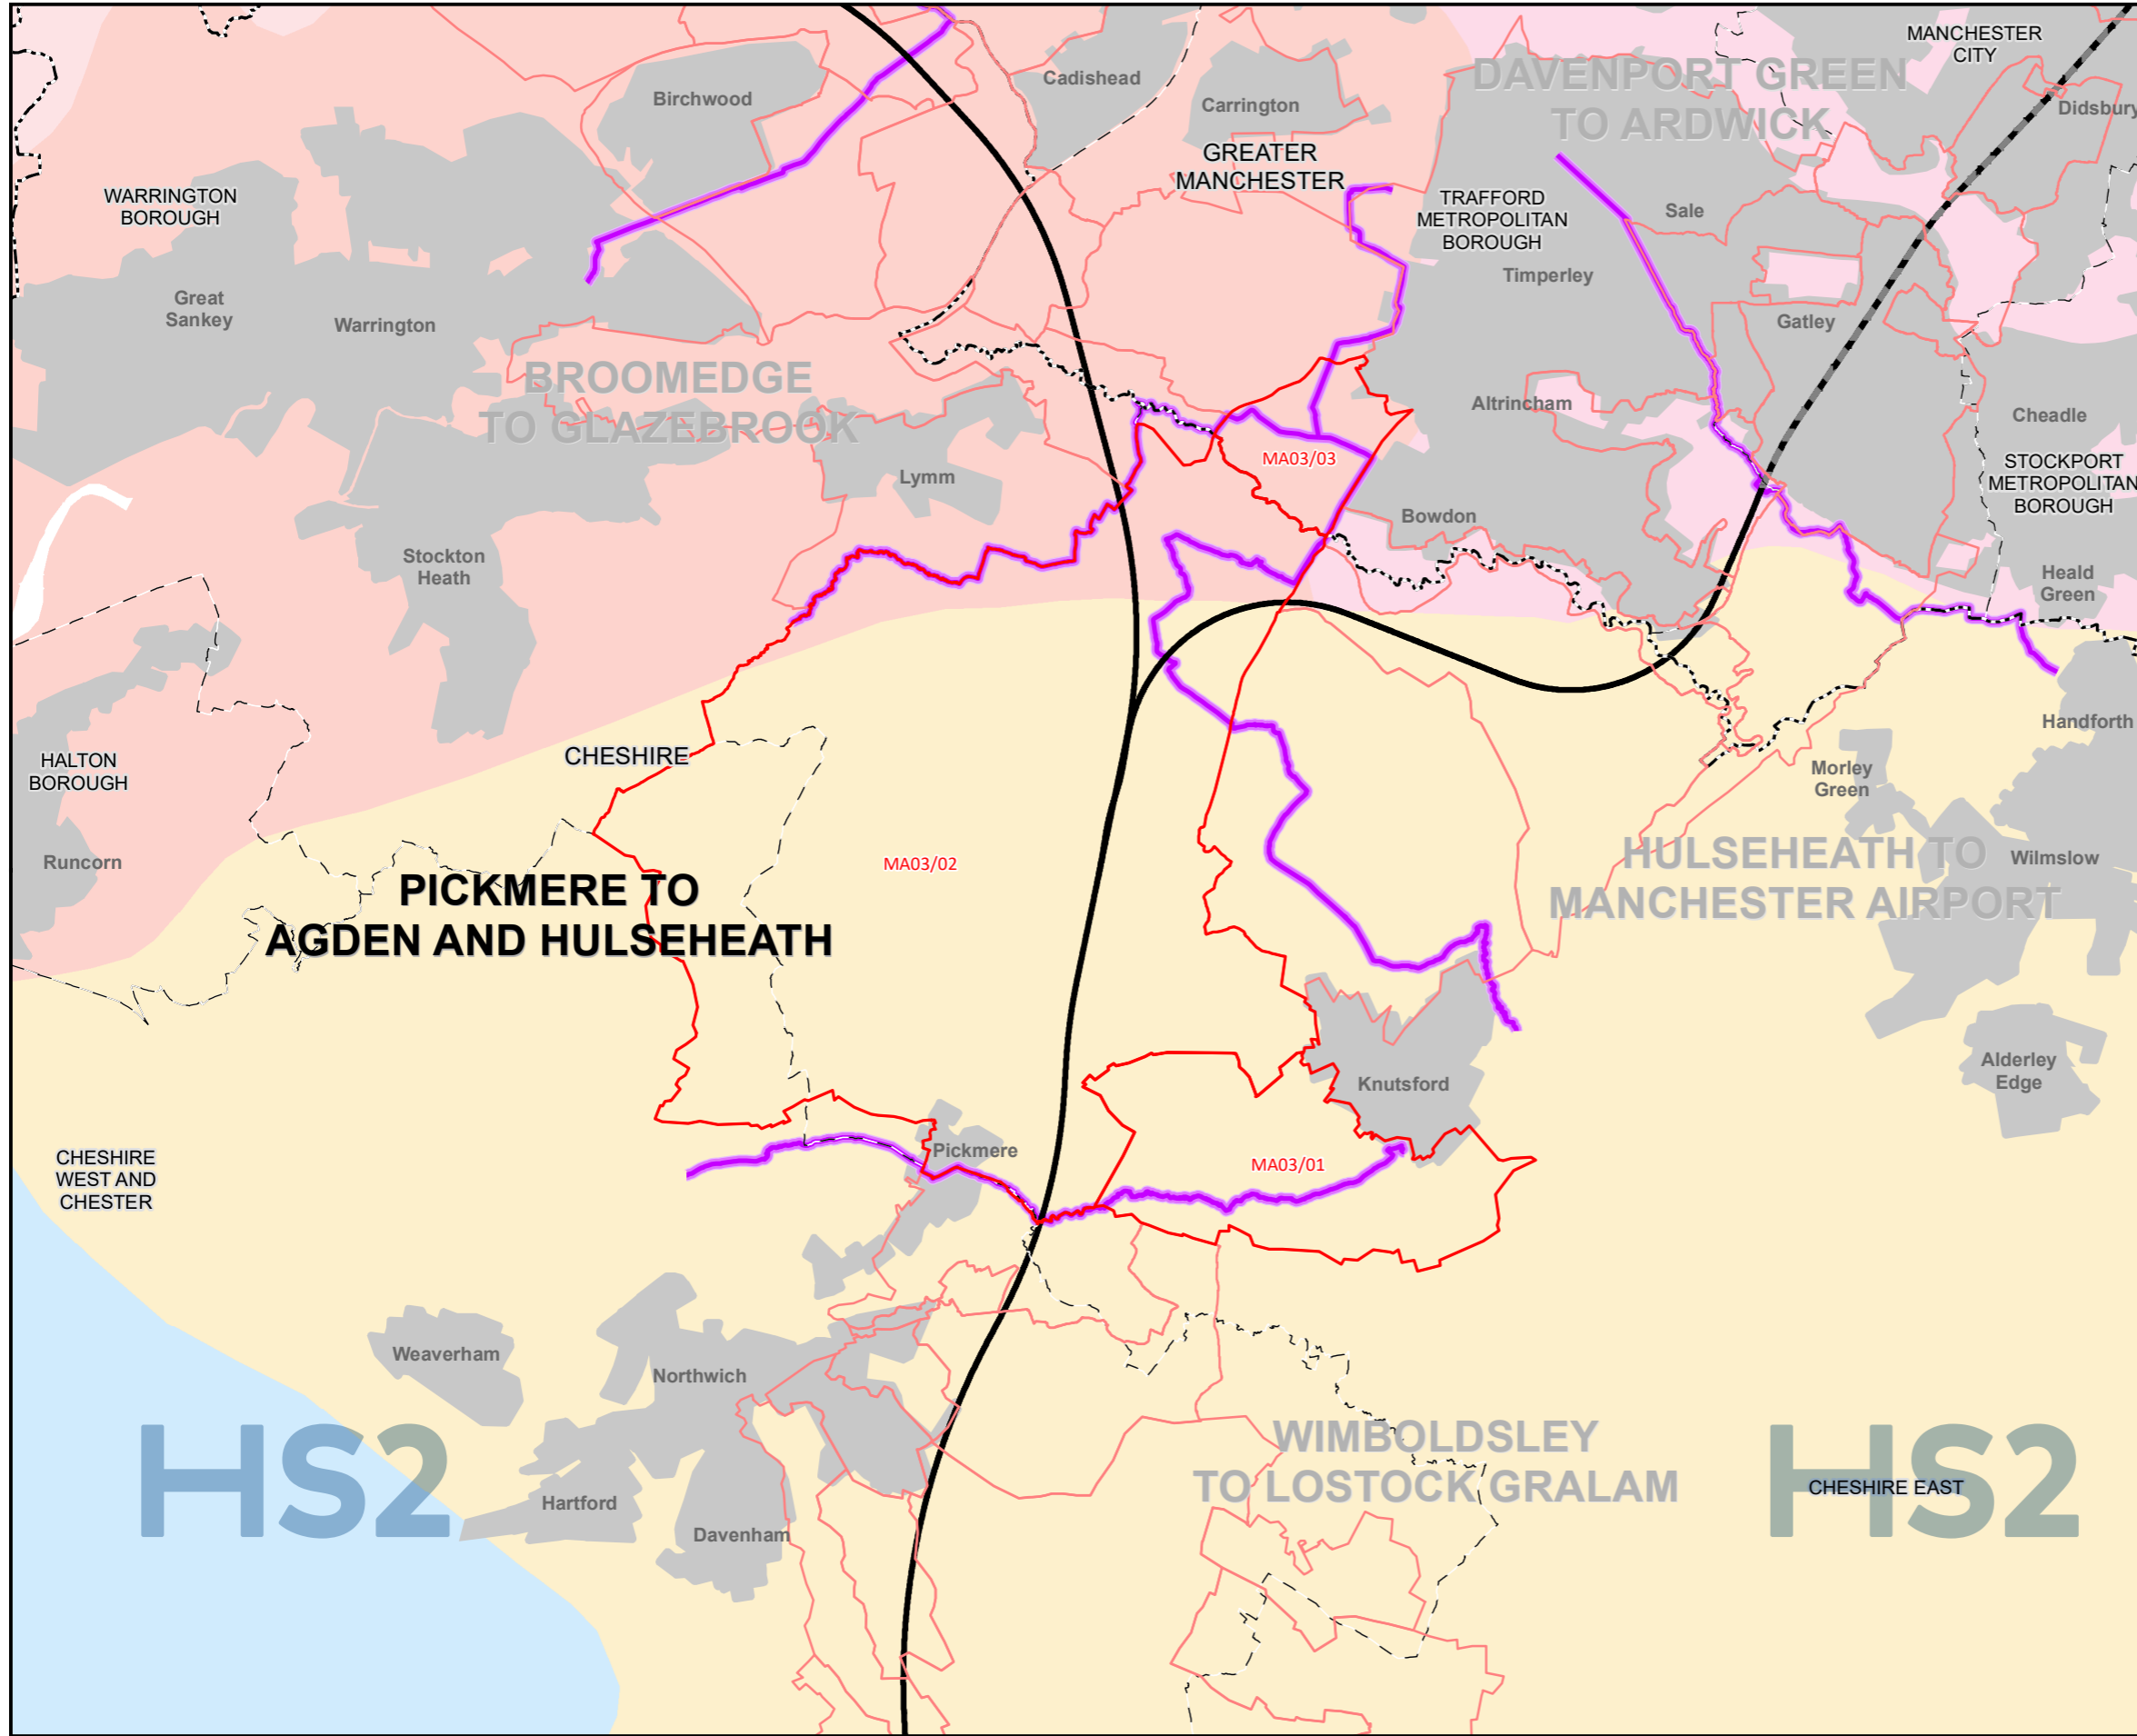 MANCHESTER
CITY
DAVENPORT GREEN
TO ARDWICK
Birchwood
Cadishead
Carrington
Didsbury
GREATER
MANCHESTER
WARRINGTON
BOROUGH
TRAFFORD
METROPOLITAN
BOROUGH
Sale
Timperley
Great
Sankey
Warrington
Gatley
BROOMEDGE
TO GLAZEBROOK
Altrincham
Cheadle
Lymm
MA03/03
STOCKPORT
METROPOLITAN
BOROUGH
Bowdon
Stockton
Heath
Heald
Green
Handforth
CHESHIRE
HALTON
BOROUGH
Morley
Green
Runcorn
MA03/02
HULSEHEATH TO
MANCHESTER AIRPORT
Wilmslow
PICKMERE TO
AGDEN AND HULSEHEATH
Alderley
Edge
Knutsford
Pickmere
MA03/01
CHESHIRE
WEST AND
CHESTER
Weaverham
Northwich
WIMBOLDSLEY
TO LOSTOCK GRALAM
HS2
HS2
CHESHIRE EAST
Hartford
Davenham